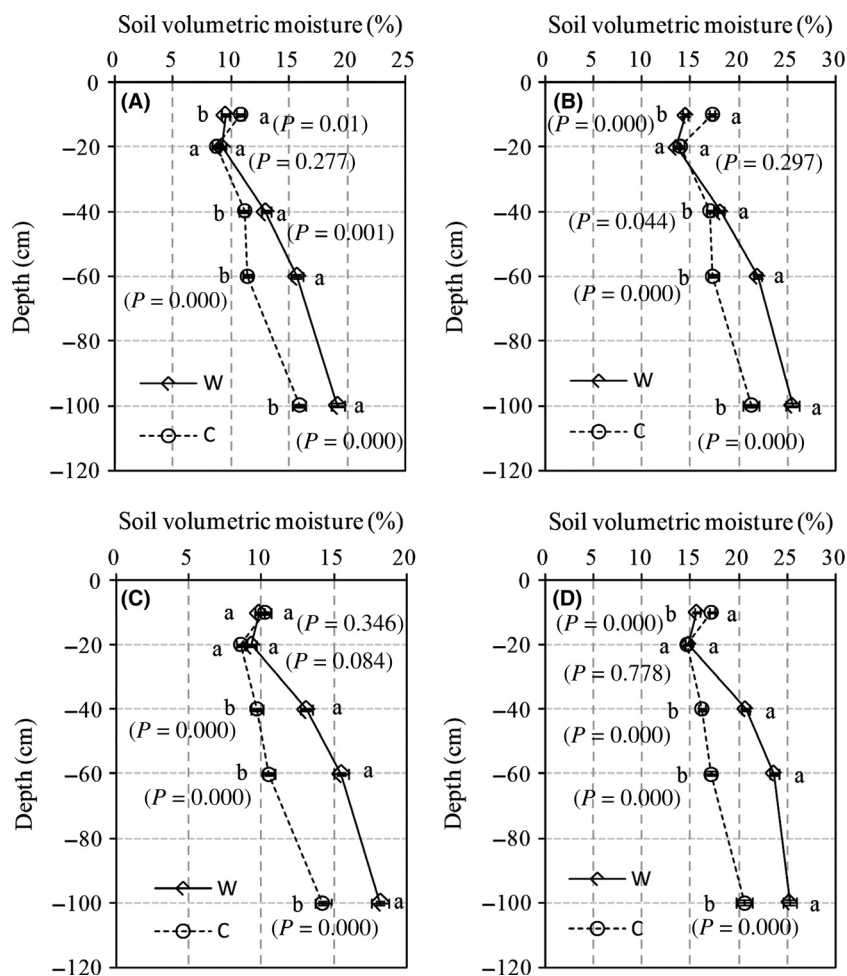 Soil volumetric moisture (%)
0 5 10 15 20 25
0
(A) b a (P = 0.01)
−20 a a (P = 0.277)
−40 b a (P = 0.001)
−60 b a
(P = 0.000)
−80
W
−100 b a
C (P = 0.000)
−120
Depth (cm)
Soil volumetric moisture (%)
0 5 10 15 20 25 30
0
(B) b a
(P = 0.000)
−20 a a (P = 0.297)
−40 (P = 0.044) b a
−60 b a
(P = 0.000)
−80
W
−100 b a
C (P = 0.000)
−120
Depth (cm)
Soil volumetric moisture (%)
0 5 10 15 20
0
(C) a a (P = 0.346)
−20 a a (P = 0.084)
−40 b a
(P = 0.000)
−60 b a
(P = 0.000)
−80
W
−100 b a
C (P = 0.000)
−120
Depth (cm)
Soil volumetric moisture (%)
0 5 10 15 20 25 30
0
(D) b a
(P = 0.000)
−20 a a
(P = 0.778)
−40 b a
(P = 0.000)
−60 b a
(P = 0.000)
−80
W
−100 b a
C (P = 0.000)
−120
Depth (cm)